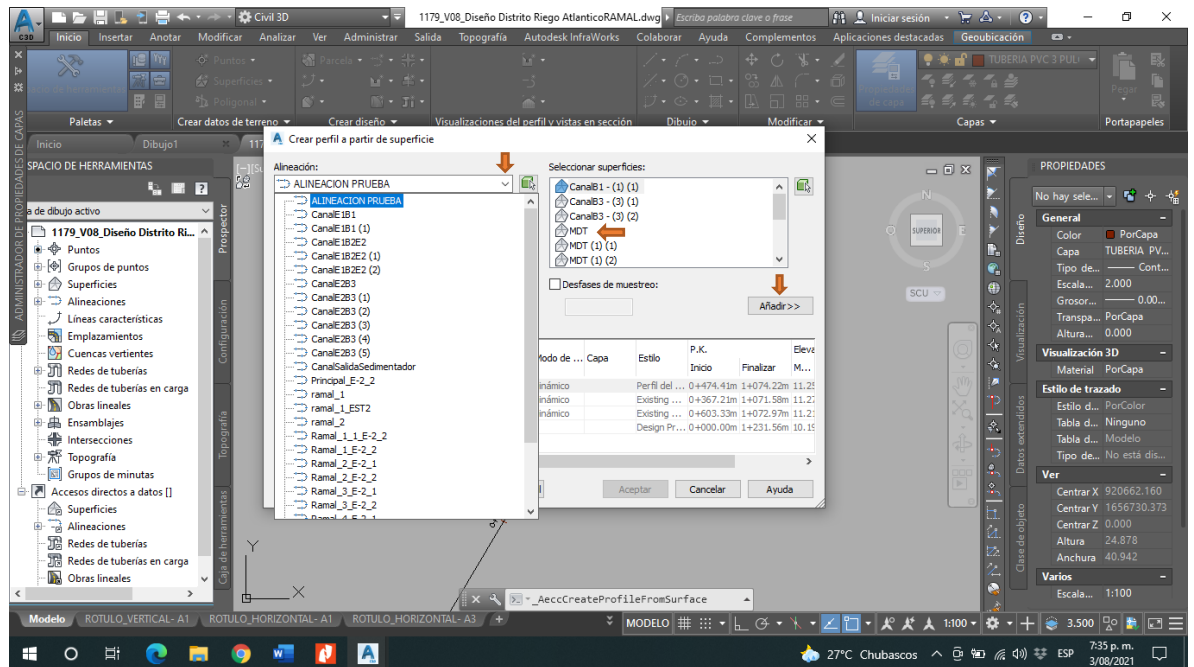 Civil 3D
1179_V08_Diseño Distrito Riego AtlanticoRAMAL.dwg
Escriba palabra clave o frase
Iniciar sesión
C3D
Inicio Insertar Anotar Modificar Analizar Ver Administrar Salida Topografía Autodesk InfraWorks Colaborar Ayuda Complementos Aplicaciones destacadas Geoubicación
Puntos
Superficies
Poligonal
Parcela
TUBERIA PVC 3 PUL
Pegar
Paletas
Crear datos de terreno
Crear diseño
Visualizaciones del perfil y vistas en sección
Dibujo
Modificar
Capas
Portapapeles
Inicio
Dibujo1
ADMINISTRADOR DE PROPIEDADES DE CAPAS
SPACIO DE HERRAMIENTAS
a de dibujo activo
1179_V08_Diseño Distrito Ri...
Puntos
Grupos de puntos
Superficies
Alineaciones
Líneas características
Emplazamientos
Cuencas vertientes
Redes de tuberías
Redes de tuberías en carga
Obras lineales
Ensamblajes
Intersecciones
Topografía
Grupos de minutas
Accesos directos a datos []
Superficies
Alineaciones
Redes de tuberías
Redes de tuberías en carga
Obras lineales
Prospector
Configuración
Topografía
Caja de herramientas
Crear perfil a partir de superficie
Alineación:
ALINEACION PRUEBA
ALINEACION PRUEBA
CanalE1B1
CanalE1B1 (1)
CanalE1B2E2
CanalE1B2E2 (1)
CanalE1B2E2 (2)
CanalE2B3
CanalE2B3 (1)
CanalE2B3 (2)
CanalE2B3 (3)
CanalE2B3 (4)
CanalE2B3 (5)
CanalSalidaSedimentador
Principal_E-2_2
ramal_1
ramal_1_EST2
ramal_2
Ramal_1_1_E-2_2
Ramal_2_E-2_1
Ramal_2_E-2_2
Ramal_3_E-2_1
Ramal_3_E-2_2
Ramal_4_E-2_1
Seleccionar superficies:
CanalB1 - (1) (1)
CanalB3 - (3) (1)
CanalB3 - (3) (2)
MDT
MDT (1) (1)
MDT (1) (2)
Desfases de muestreo:
Añadir>>
Modo de ... Capa Estilo P.K. Eleva
Inicio Finalizar M...
inámico Perfil del ... 0+474.41m 1+074.22m 11.25
inámico Existing ... 0+367.21m 1+071.58m 11.27
inámico Existing ... 0+603.33m 1+072.97m 11.21
Design Pr... 0+000.00m 1+231.56m 10.19
Aceptar Cancelar Ayuda
N
O SUPERIOR E
S
SCU
Y
X
_AeccCreateProfileFromSurface
PROPIEDADES
No hay sele...
General
Color PorCapa
Capa TUBERIA PV...
Tipo de... Cont...
Escala... 2.000
Grosor... 0.00...
Transpa... PorCapa
Altura... 0.000
Visualización 3D
Material PorCapa
Estilo de trazado
Estilo d... PorColor
Tabla d... Ninguno
Tabla d... Modelo
Tipo de... No está dis...
Ver
Centrar X 920662.160
Centrar Y 1656730.373
Centrar Z 0.000
Altura 24.878
Anchura 40.942
Varios
Escala... 1:100
Diseño
Visualización
Datos extendidos
Clase de objeto
Modelo ROTULO_VERTICAL- A1 ROTULO_HORIZONTAL- A1 ROTULO_HORIZONTAL- A3 +
MODELO
1:100
3.500
27°C Chubascos
ESP
7:35 p. m.
3/08/2021